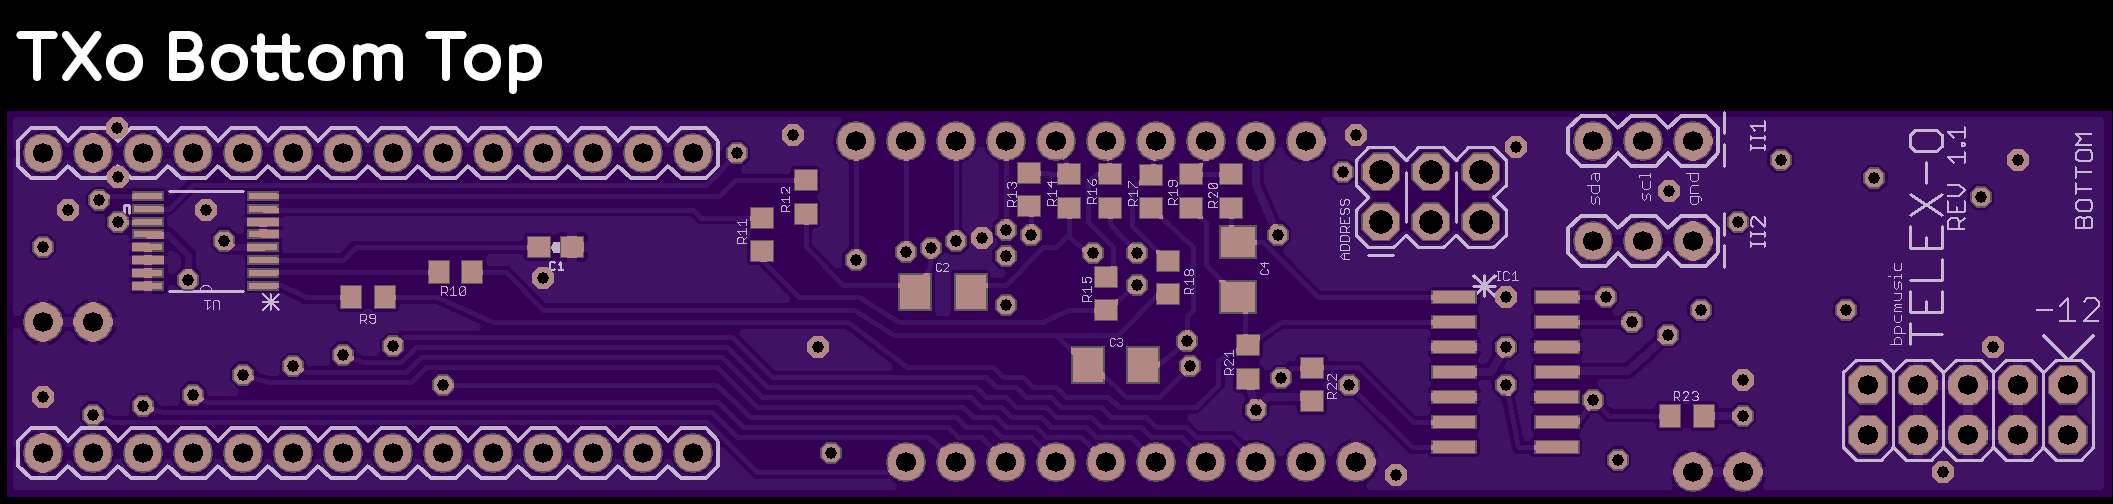 TXo Bottom Top
R12
R11
R13
R14
R16
R17
R19
R20
ADDRESS
II1
sda
scl
gnd
II2
TELEX-O
REV 1.1
bpcmusic
BOTTOM
U1
C1
R10
R9
C2
R15
R18
C4
IC1
C3
R21
R22
R23
-12